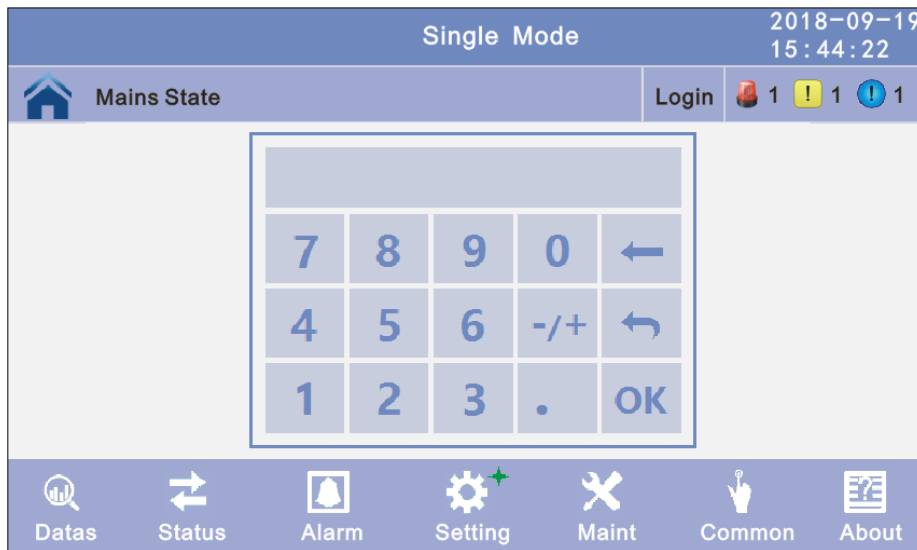 Single Mode
2018-09-19
15:44:22
Mains State
Login
1
! 1
! 1
7 8 9 0
4 5 6 -/+
1 2 3 . OK
Datas Status Alarm Setting Maint Common About